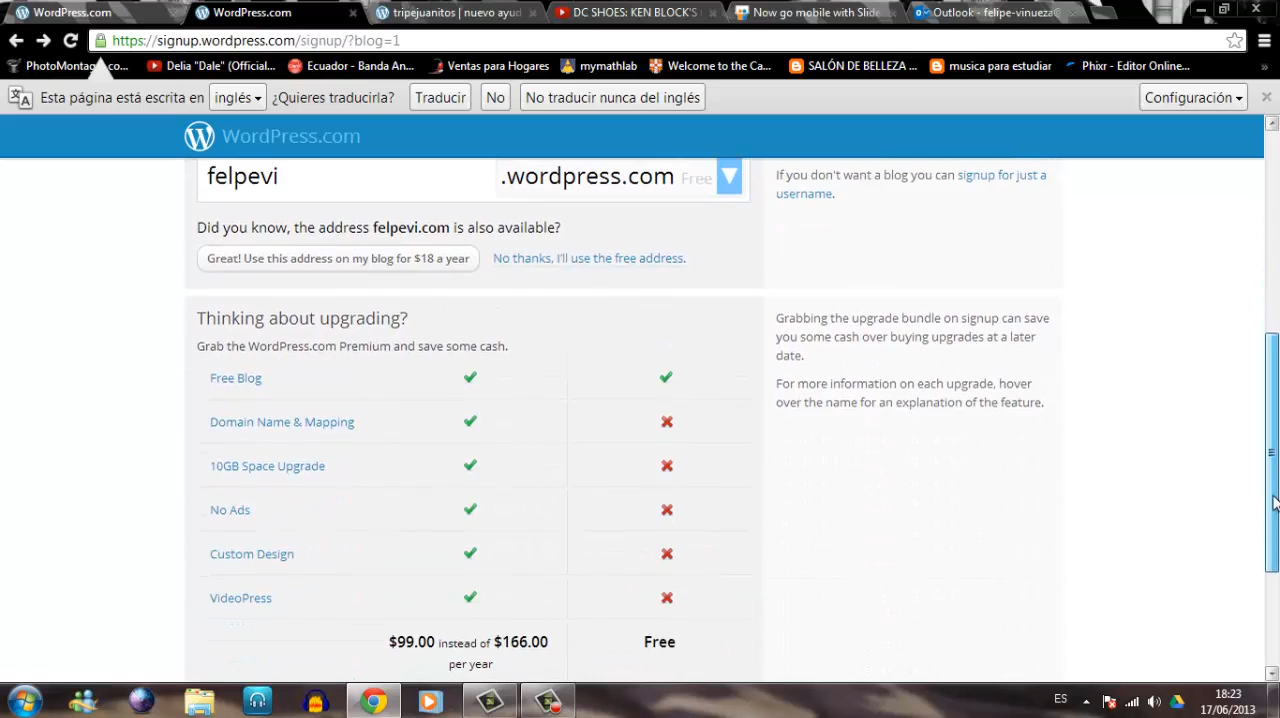 WordPress.com
WordPress.com
tripejuanitos | nuevo ayud
DC SHOES: KEN BLOCK'S
Now go mobile with Slide
Outlook - felipe-vinueza@
https://signup.wordpress.com/signup/?blog=1
PhotoMontag...co...
Delia "Dale" (Official...
Ecuador - Banda An...
Ventas para Hogares
mymathlab
Welcome to the Ca...
SALÓN DE BELLEZA ...
musica para estudiar
Phixr - Editor Online...
Esta página está escrita en inglés ¿Quieres traducirla? Traducir No No traducir nunca del inglés Configuración
WordPress.com
felpevi .wordpress.com Free
Did you know, the address felpevi.com is also available?
Great! Use this address on my blog for $18 a year
No thanks, I'll use the free address.
If you don't want a blog you can signup for just a
username.
Thinking about upgrading?
Grab the WordPress.com Premium and save some cash.
Free Blog
Domain Name & Mapping
10GB Space Upgrade
No Ads
Custom Design
VideoPress
$99.00 instead of $166.00
per year
Free
Grabbing the upgrade bundle on signup can save
you some cash over buying upgrades at a later
date.
For more information on each upgrade, hover
over the name for an explanation of the feature.
ES
18:23
17/06/2013